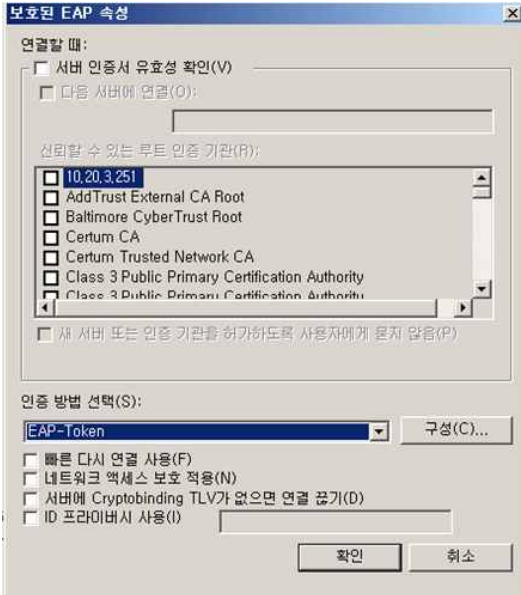 보호된 EAP 속성
연결할 때:
서버 인증서 유효성 확인(V)
다음 서버에 연결(O):
신뢰할 수 있는 루트 인증 기관(R):
10,20,3,251
AddTrust External CA Root
Baltimore CyberTrust Root
Certum CA
Certum Trusted Network CA
Class 3 Public Primary Certification Authority
Class 3 Public Primary Certification Authority
새 서버 또는 인증 기관을 허가하도록 사용자에게 묻지 않음(P)
인증 방법 선택(S):
EAP-Token
구성(C)...
빠른 다시 연결 사용(F)
네트워크 액세스 보호 적용(N)
서버에 Cryptobinding TLV가 없으면 연결 끊기(D)
ID 프라이버시 사용(I)
확인
취소